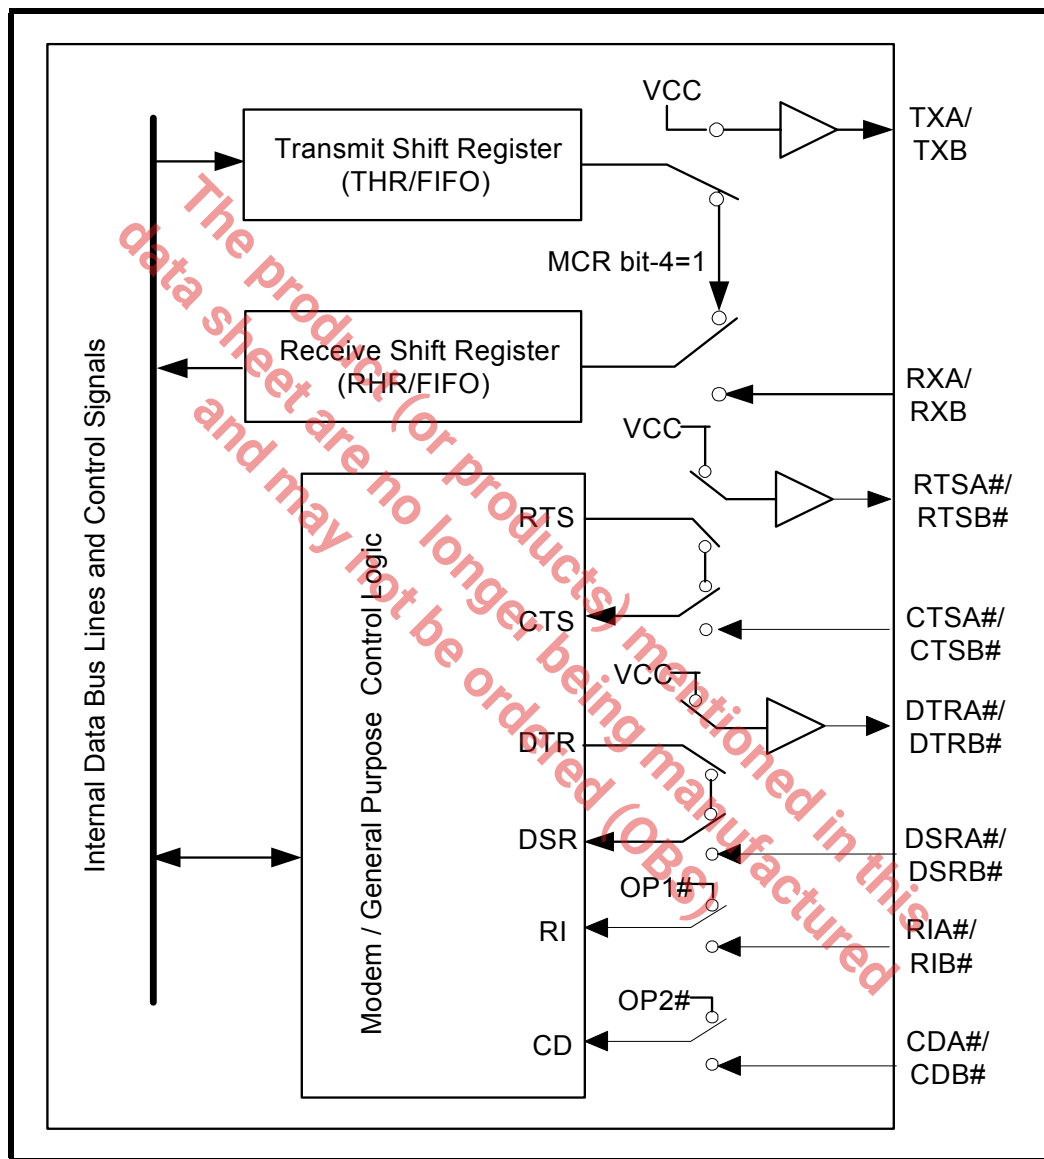 VCC
TXA/
TXB
Transmit Shift Register
(THR/FIFO)
MCR bit-4=1
Receive Shift Register
(RHR/FIFO)
RXA/
RXB
VCC
RTSA#/
RTSB#
RTS
CTS
CTSA#/
CTSB#
VCC
DTRA#/
DTRB#
DTR
DSR
DSRA#/
DSRB#
OP1#
RI
RIA#/
RIB#
OP2#
CD
CDA#/
CDB#
Internal Data Bus Lines and Control Signals
Modem / General Purpose Control Logic
The product (or products) mentioned in this
data sheet are no longer being manufactured
and may not be ordered (OBS)